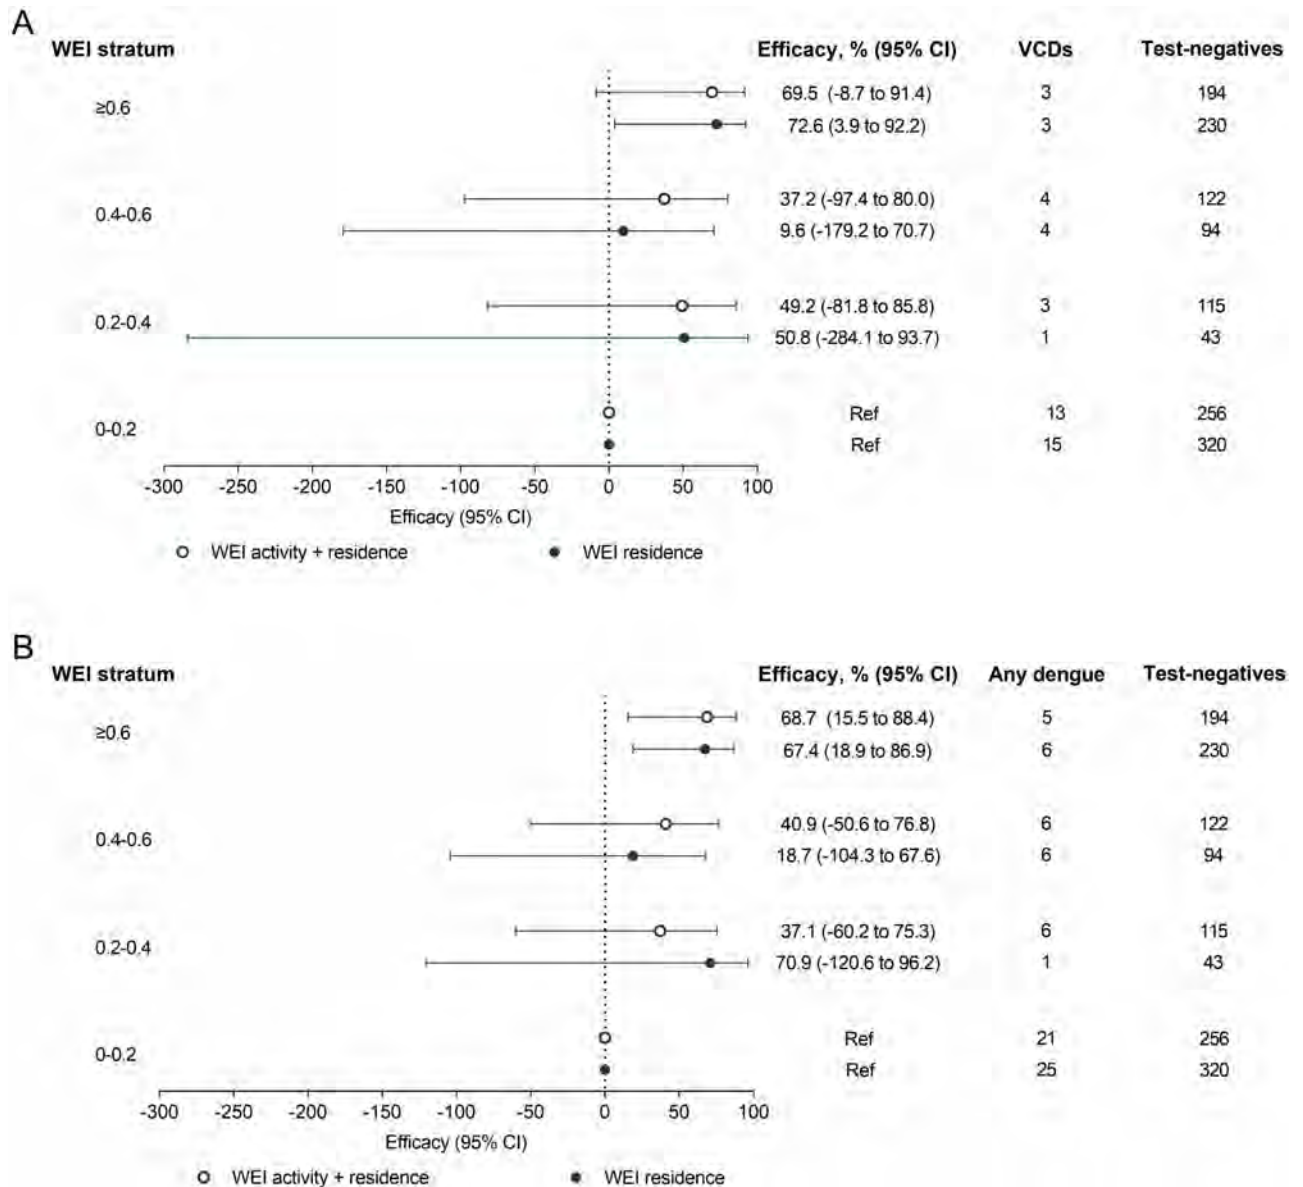 A
WEI stratum Efficacy, % (95% CI) VCDs Test-negatives
≥0.6
69.5 (-8.7 to 91.4) 3 194
72.6 (3.9 to 92.2) 3 230
0.4-0.6
37.2 (-97.4 to 80.0) 4 122
9.6 (-179.2 to 70.7) 4 94
0.2-0.4
49.2 (-81.8 to 85.8) 3 115
50.8 (-284.1 to 93.7) 1 43
0-0.2
Ref 13 256
Ref 15 320
-300 -250 -200 -150 -100 -50 0 50 100
Efficacy (95% CI)
WEI activity + residence WEI residence
B
WEI stratum Efficacy, % (95% CI) Any dengue Test-negatives
≥0.6
68.7 (15.5 to 88.4) 5 194
67.4 (18.9 to 86.9) 6 230
0.4-0.6
40.9 (-50.6 to 76.8) 6 122
18.7 (-104.3 to 67.6) 6 94
0.2-0.4
37.1 (-60.2 to 75.3) 6 115
70.9 (-120.6 to 96.2) 1 43
0-0.2
Ref 21 256
Ref 25 320
-300 -250 -200 -150 -100 -50 0 50 100
Efficacy (95% CI)
WEI activity + residence WEI residence